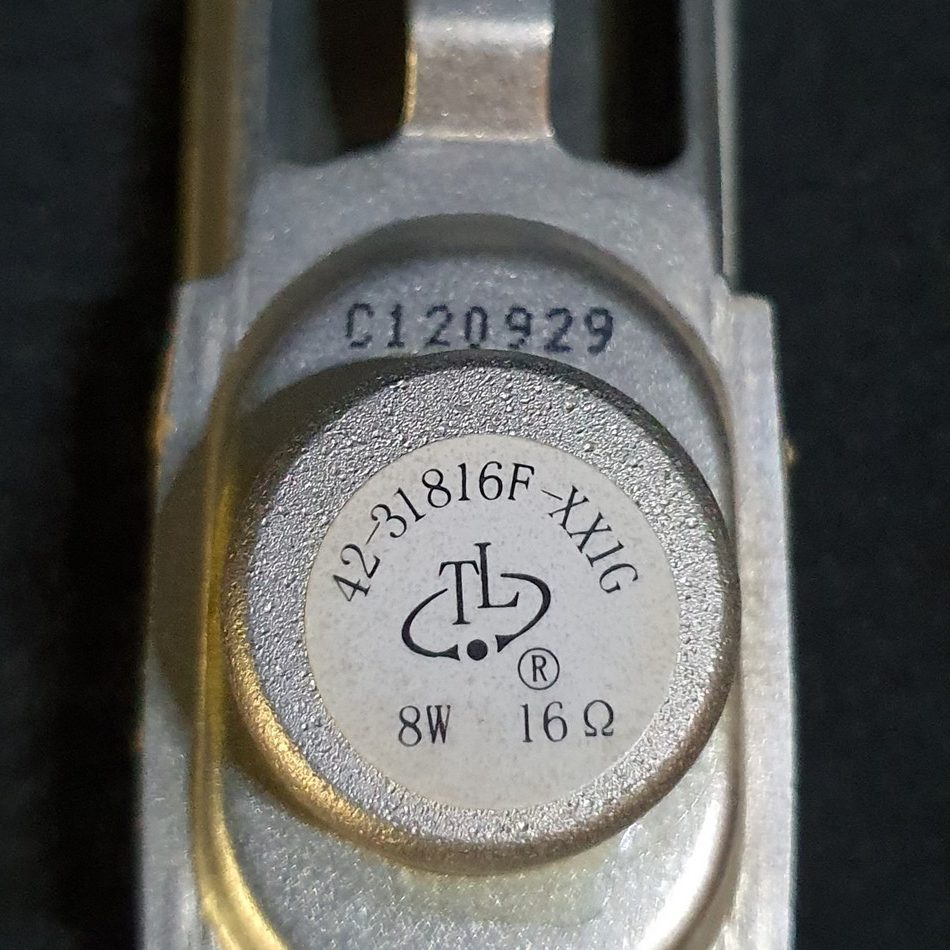 C120929
42-31816F-XXIG
TL
®
8W 16Ω